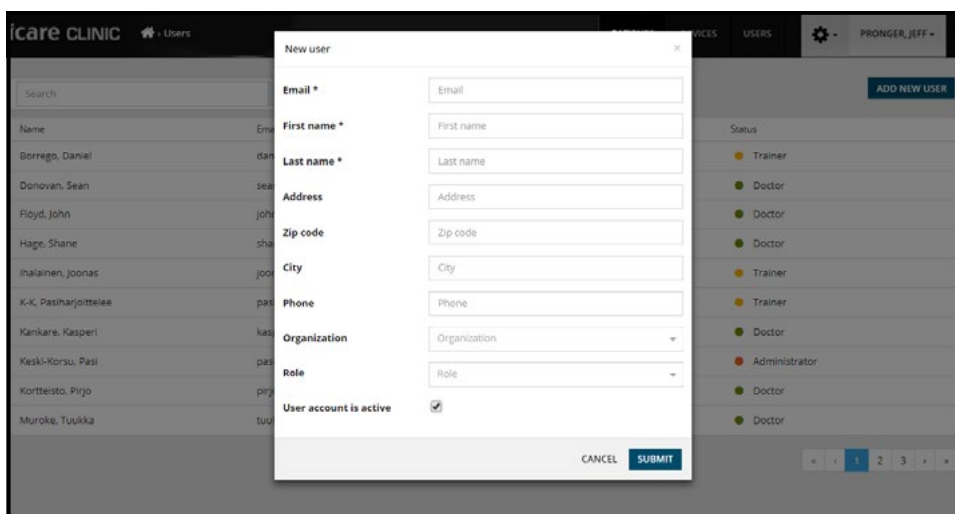 icare CLINIC › Users USERS PRONGER, JEFF
New user ×
Search ADD NEW USER
Email * Email
Name Status
First name * First name
Borrego, Daniel Trainer
Last name * Last name
Donovan, Sean Doctor
Address Address
Floyd, John Doctor
Zip code Zip code
Hage, Shane Doctor
City City
Ihalainen, Joonas Trainer
K-K, Pasiharjoittelee Trainer
Phone Phone
Kankare, Kasperi Doctor
Organization Organization
Keski-Korsu, Pasi Administrator
Role Role
Kortteisto, Pirjo Doctor
User account is active
Muroke, Tuukka Doctor
CANCEL SUBMIT
« ‹ 1 2 3 › »